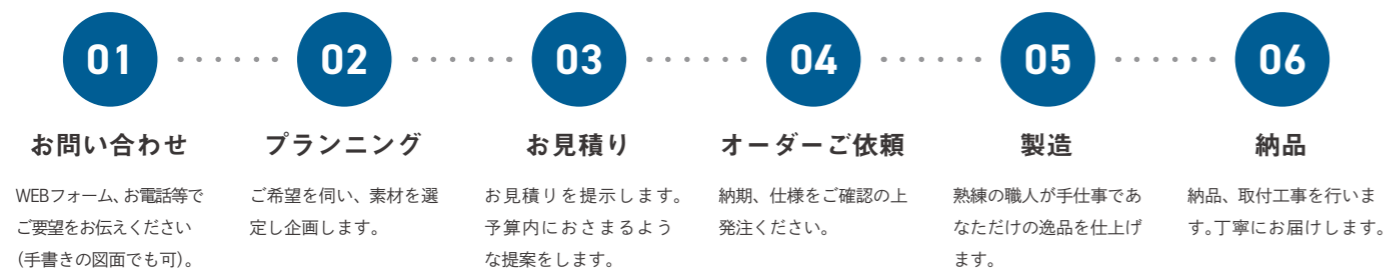 01
お問い合わせ
WEBフォーム、お電話等で
ご要望をお伝えください
(手書きの図面でも可)。
02
プランニング
ご希望を伺い、素材を選
定し企画します。
03
お見積り
お見積りを提示します。
予算内におさまるよう
な提案をします。
04
オーダーご依頼
納期、仕様をご確認の上
発注ください。
05
製造
熟練の職人が手仕事であ
なただけの逸品を仕上げ
ます。
06
納品
納品、取付工事を行いま
す。丁寧にお届けします。